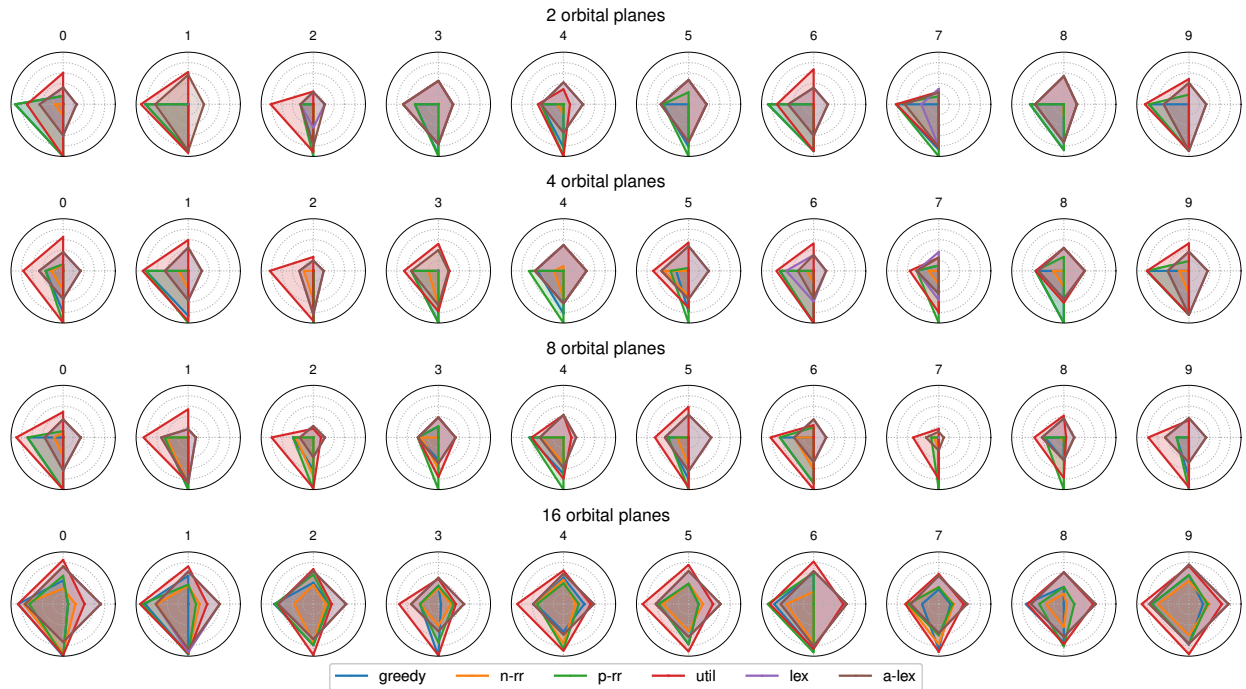 2 orbital planes
0 1 2 3 4 5 6 7 8 9
4 orbital planes
0 1 2 3 4 5 6 7 8 9
8 orbital planes
0 1 2 3 4 5 6 7 8 9
16 orbital planes
0 1 2 3 4 5 6 7 8 9
greedy n-rr p-rr util lex a-lex